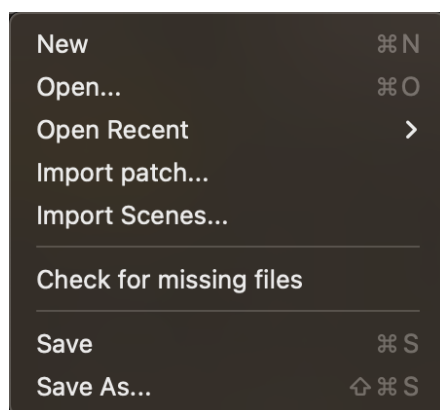 New ⌘N
Open... ⌘O
Open Recent
Import patch...
Import Scenes...
Check for missing files
Save ⌘S
Save As... ⇧⌘S